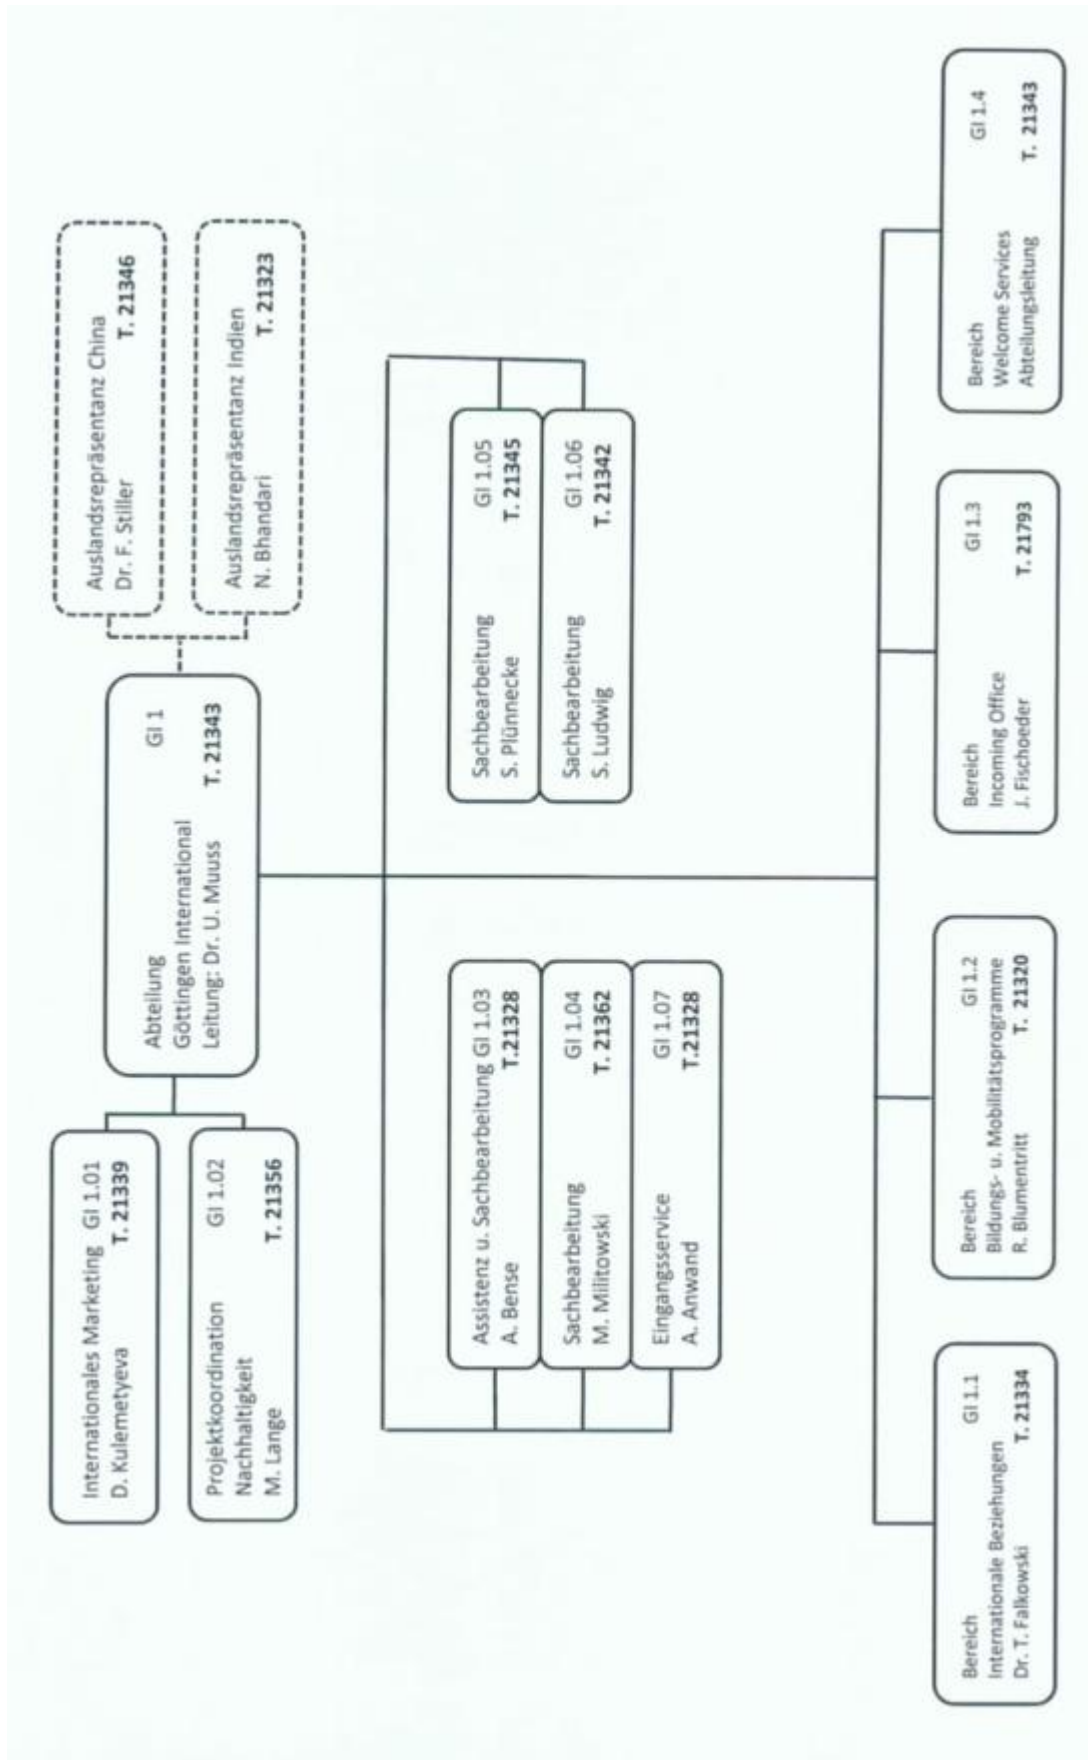 Internationales Marketing GI 1.01
D. Kulemetyeva T. 21339
Projektkoordination GI 1.02
Nachhaltigkeit
M. Lange T. 21356
Abteilung GI 1
Göttingen International
Leitung: Dr. U. Muuss T. 21343
Auslandsrepräsentanz China
Dr. F. Stiller T. 21346
Auslandsrepräsentanz Indien
N. Bhandari T. 21323
Assistenz u. Sachbearbeitung GI 1.03
A. Bense T.21328
Sachbearbeitung GI 1.04
M. Militowski T. 21362
Eingangsservice GI 1.07
A. Anwand T.21328
Sachbearbeitung GI 1.05
S. Plünnecke T. 21345
Sachbearbeitung GI 1.06
S. Ludwig T. 21342
Bereich GI 1.1
Internationale Beziehungen
Dr. T. Falkowski T. 21334
Bereich GI 1.2
Bildungs- u. Mobilitätsprogramme
R. Blumentritt T. 21320
Bereich GI 1.3
Incoming Office
J. Fischoeder T. 21793
Bereich GI 1.4
Welcome Services
Abteilungsleitung T. 21343